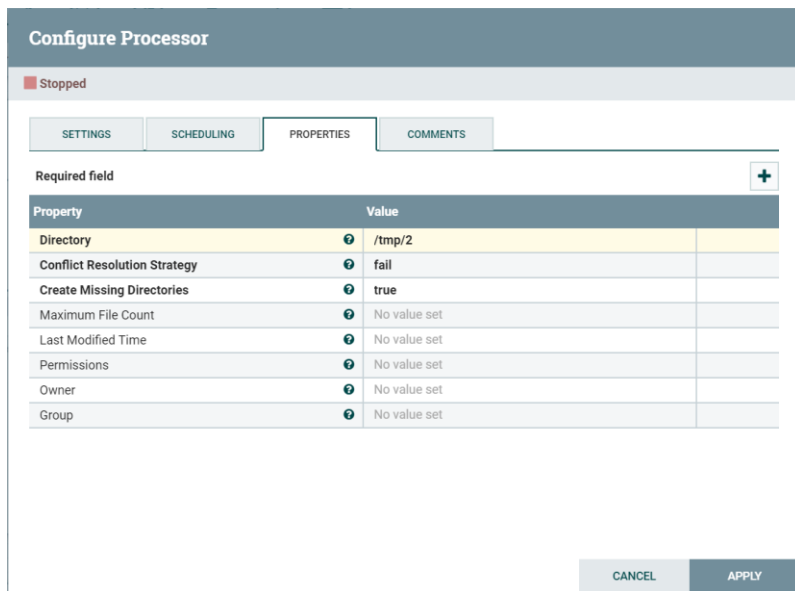 Configure Processor
Stopped
SETTINGS SCHEDULING PROPERTIES COMMENTS
Required field
Property Value
Directory /tmp/2
Conflict Resolution Strategy fail
Create Missing Directories true
Maximum File Count No value set
Last Modified Time No value set
Permissions No value set
Owner No value set
Group No value set
CANCEL APPLY